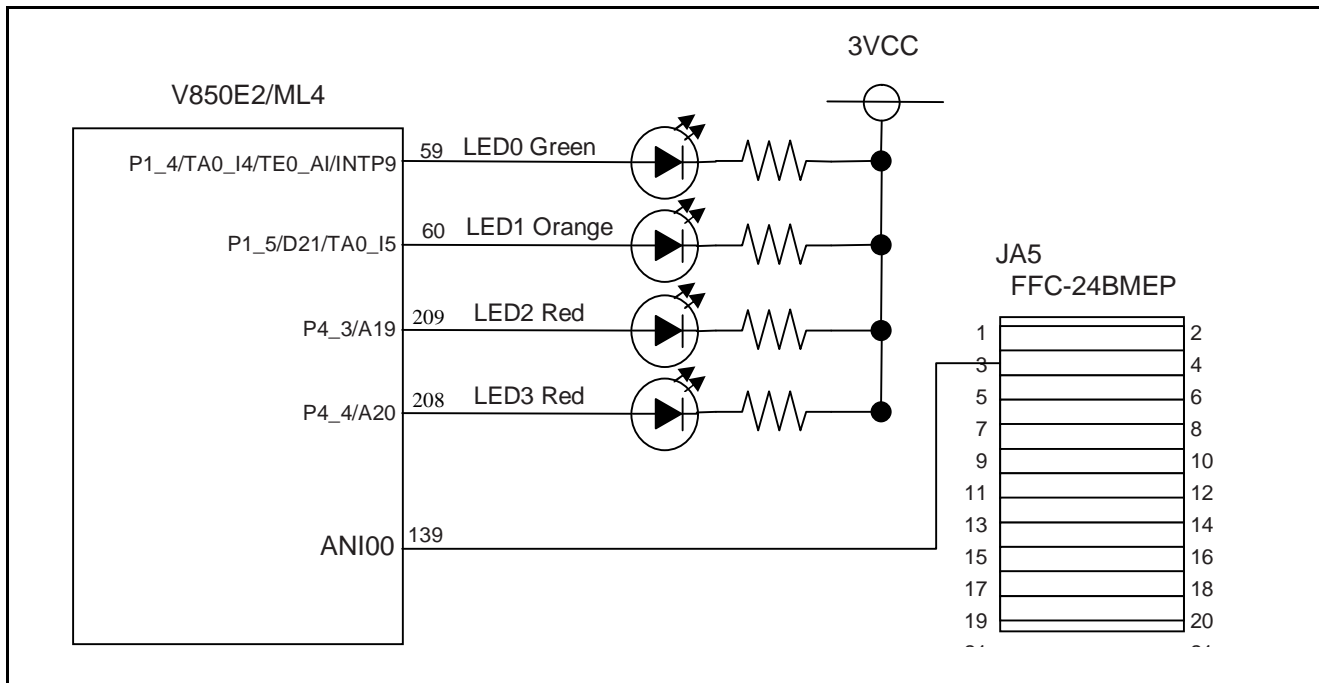 3VCC
V850E2/ML4
P1_4/TA0_I4/TE0_AI/INTP9 59 LED0 Green
P1_5/D21/TA0_I5 60 LED1 Orange
P4_3/A19 209 LED2 Red
P4_4/A20 208 LED3 Red
ANI00 139
JA5
FFC-24BMEP
1 2
3 4
5 6
7 8
9 10
11 12
13 14
15 16
17 18
19 20